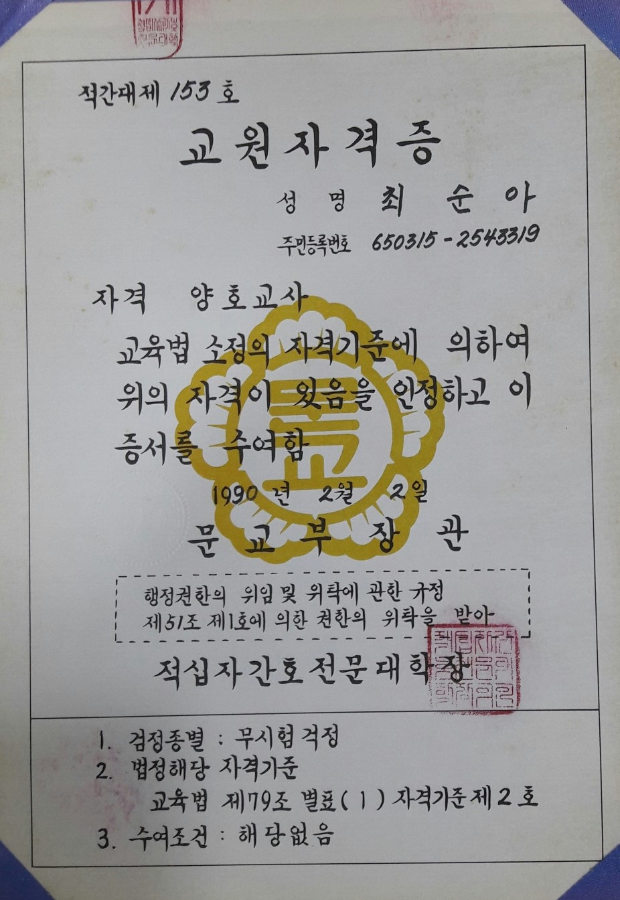 적간대제 153 호
교원자격증
성 명 최 순 아
주민등록번호 650315-2543319
자격 양호교사
교육법 소정의 자격기준에 의하여
위의 자격이 있음을 인정하고 이
증서를 수여함
1990 년 2월 2일
문교부장관
행정권한의 위임 및 위탁에 관한 규정
제51조 제1호에 의한 권한의 위탁을 받아
적십자간호전문대학장
1. 검정종별 : 무시험 검정
2. 법정해당 자격기준
교육법 제79조 별표(1) 자격기준 제2호
3. 수여조건 : 해당없음